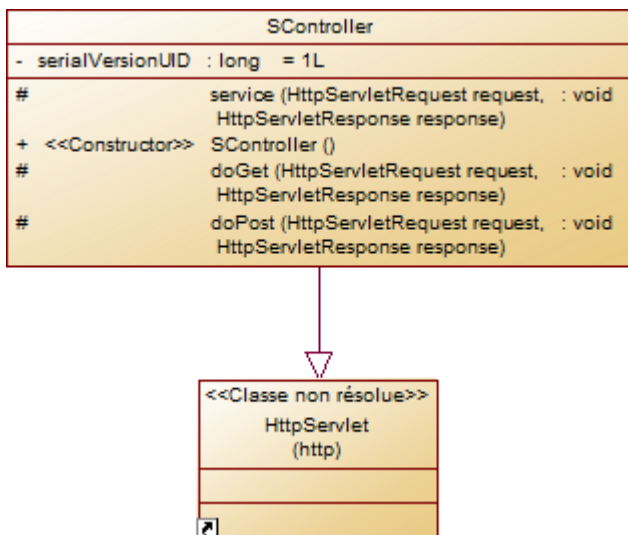 SController
- serialVersionUID : long = 1L
# service (HttpServletRequest request, : void
HttpServletResponse response)
+ <<Constructor>> SController ()
# doGet (HttpServletRequest request, : void
HttpServletResponse response)
# doPost (HttpServletRequest request, : void
HttpServletResponse response)
<<Classe non résolue>>
HttpServlet
(http)